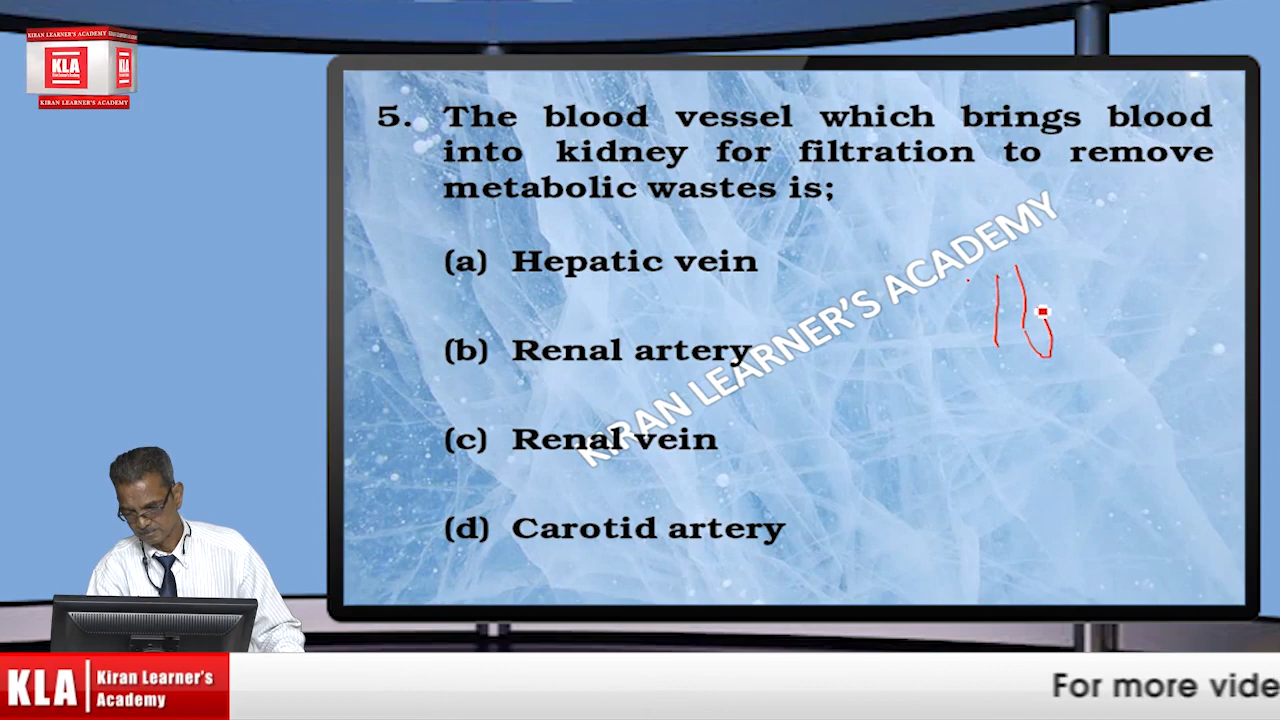 KIRAN LEARNER'S ACADEMY
KLA
KIRAN LEARNER'S ACADEMY
5. The blood vessel which brings blood
into kidney for filtration to remove
metabolic wastes is;
(a) Hepatic vein
(b) Renal artery
(c) Renal vein
(d) Carotid artery
KIRAN LEARNER'S ACADEMY
KLA
Kiran Learner's
Academy
For more vide